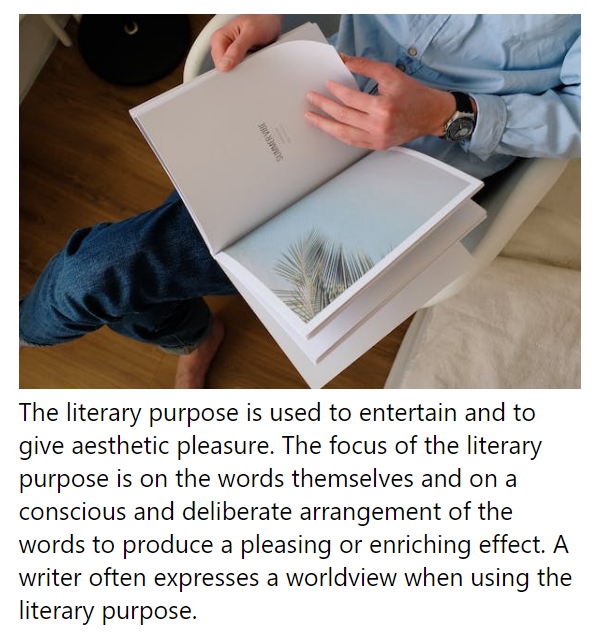 SUMMER VIBE
The literary purpose is used to entertain and to
give aesthetic pleasure. The focus of the literary
purpose is on the words themselves and on a
conscious and deliberate arrangement of the
words to produce a pleasing or enriching effect. A
writer often expresses a worldview when using the
literary purpose.